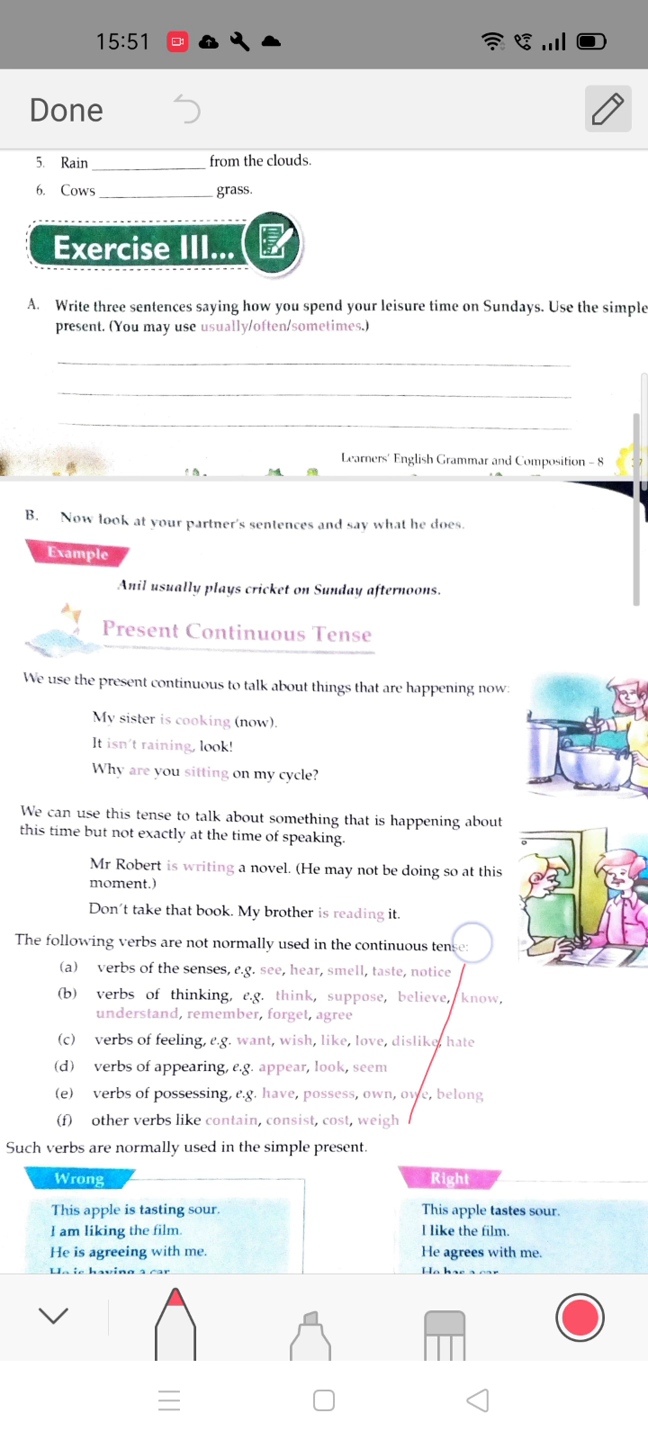 15:51
Done
5. Rain ____________ from the clouds.
6. Cows ____________ grass.
Exercise III...
A. Write three sentences saying how you spend your leisure time on Sundays. Use the simple
present. (You may use usually/often/sometimes.)
Learners' English Grammar and Composition - 8
B. Now look at your partner's sentences and say what he does.
Example
Anil usually plays cricket on Sunday afternoons.
Present Continuous Tense
We use the present continuous to talk about things that are happening now:
My sister is cooking (now).
It isn't raining, look!
Why are you sitting on my cycle?
We can use this tense to talk about something that is happening about
this time but not exactly at the time of speaking.
Mr Robert is writing a novel. (He may not be doing so at this
moment.)
Don't take that book. My brother is reading it.
The following verbs are not normally used in the continuous tense:
(a) verbs of the senses, e.g. see, hear, smell, taste, notice
(b) verbs of thinking, e.g. think, suppose, believe, know,
understand, remember, forget, agree
(c) verbs of feeling, e.g. want, wish, like, love, dislike, hate
(d) verbs of appearing, e.g. appear, look, seem
(e) verbs of possessing, e.g. have, possess, own, owe, belong
(f) other verbs like contain, consist, cost, weigh
Such verbs are normally used in the simple present.
Wrong
Right
This apple is tasting sour.
This apple tastes sour.
I am liking the film.
I like the film.
He is agreeing with me.
He agrees with me.
He is having a car
He has a car